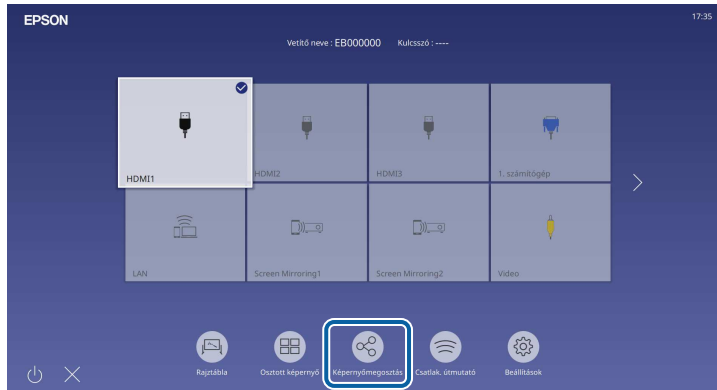 EPSON
17:35
Vetítő neve : EB000000 Kulcsszó : ----
HDMI1
HDMI2
HDMI3
1. számítógép
LAN
Screen Mirroring1
Screen Mirroring2
Video
Rajztábla
Osztott képernyő
Képernyőmegosztás
Csatlak. útmutató
Beállítások